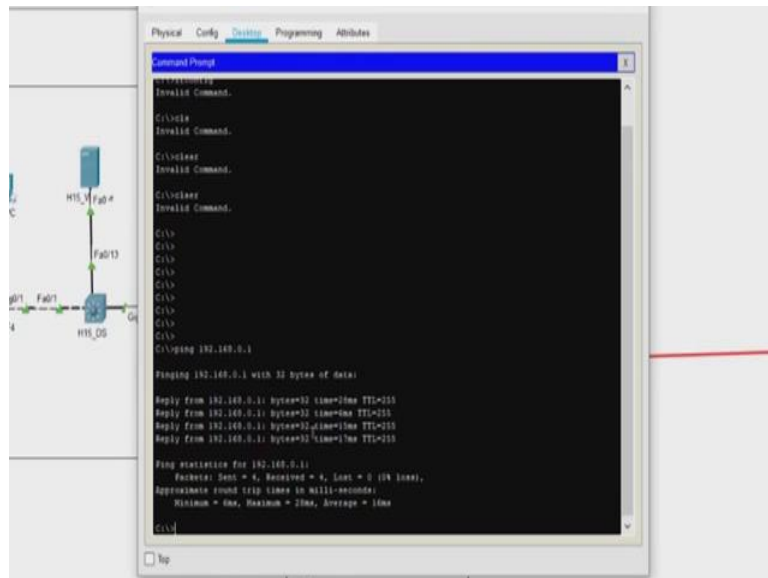 Physical Config Desktop Programming Attributes
Command Prompt
X
Invalid Command.
C:\>cls
Invalid Command.
C:\>clear
Invalid Command.
C:\>claer
Invalid Command.
C:\>
C:\>
C:\>
C:\>
C:\>
C:\>
C:\>
C:\>
C:\>
C:\>ping 192.168.0.1
Pinging 192.168.0.1 with 32 bytes of data:
Reply from 192.168.0.1: bytes=32 time=28ms TTL=255
Reply from 192.168.0.1: bytes=32 time=6ms TTL=255
Reply from 192.168.0.1: bytes=32 time=15ms TTL=255
Reply from 192.168.0.1: bytes=32 time=17ms TTL=255
Ping statistics for 192.168.0.1:
Packets: Sent = 4, Received = 4, Lost = 0 (0% loss),
Approximate round trip times in milli-seconds:
Minimum = 6ms, Maximum = 28ms, Average = 16ms
C:\>
Top
Fa0
Fa0/13
Fa0/1
H15_DS